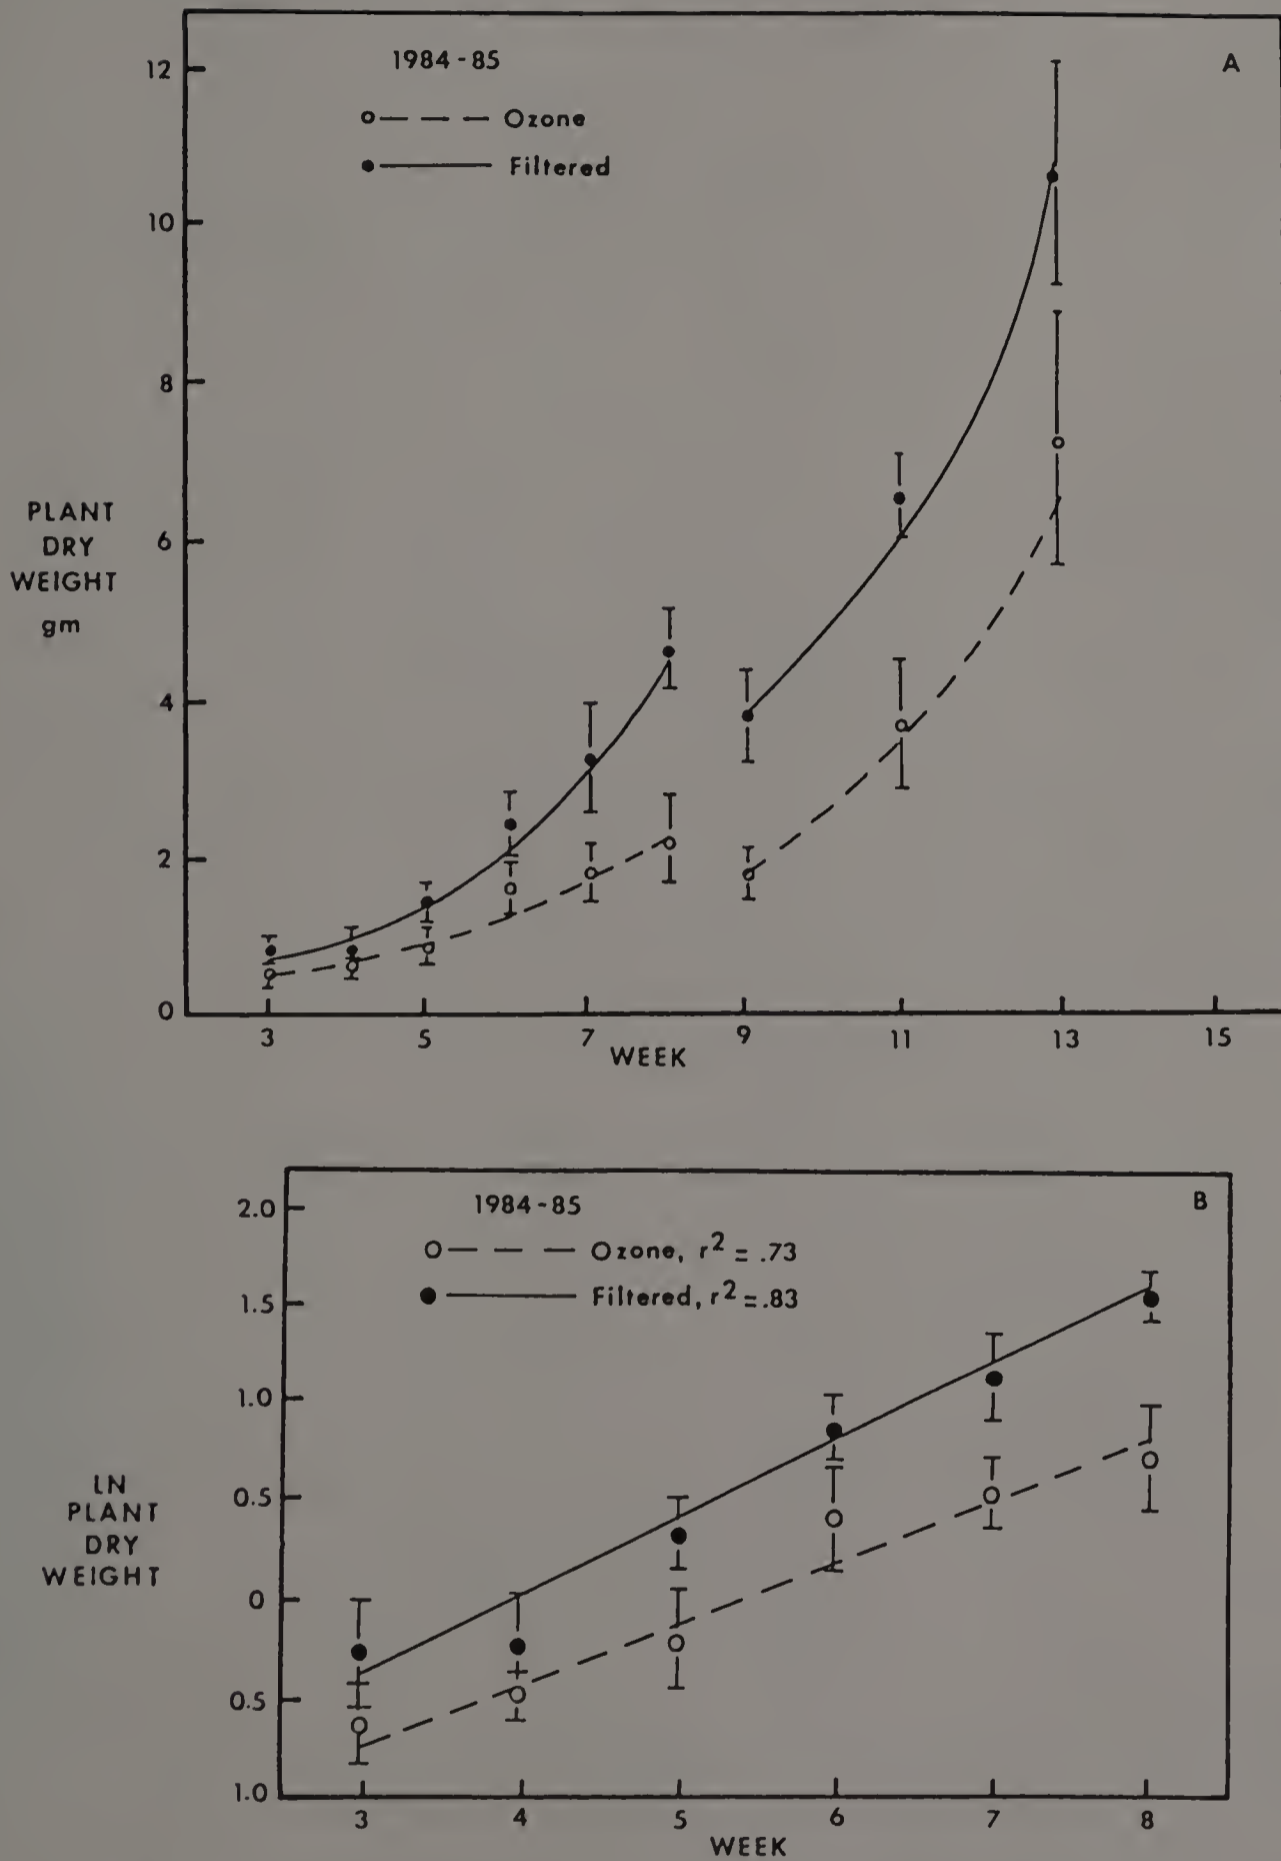 1984-85
A
Ozone
Filtered
12
10
8
6
4
2
0
PLANT
DRY
WEIGHT
gm
3 5 7 9 11 13 15
WEEK
1984-85
B
Ozone, r² = .73
Filtered, r² = .83
2.0
1.5
1.0
0.5
0
0.5
1.0
LN
PLANT
DRY
WEIGHT
3 4 5 6 7 8
WEEK